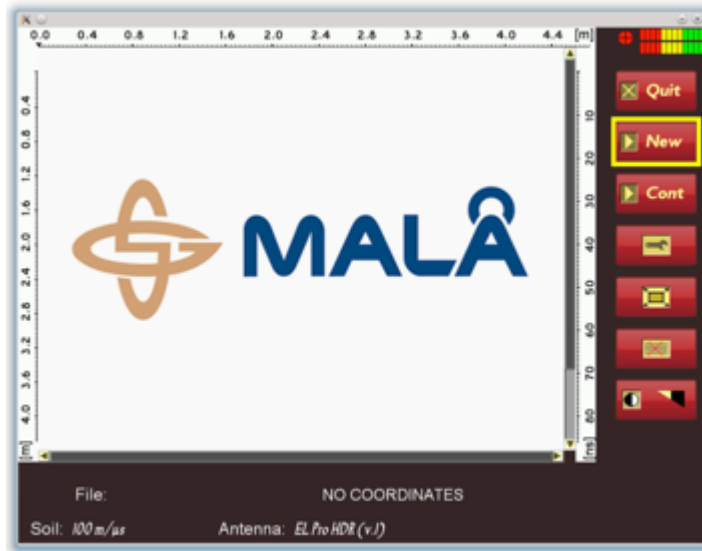 0.0 0.4 0.8 1.2 1.6 2.0 2.4 2.8 3.2 3.6 4.0 4.4 [m]
0.4 0.8 1.2 1.6 2.0 2.4 2.8 3.2 3.6 4.0 [m]
MALÅ
10 20 30 40 50 60 70 80 [ns]
Quit
New
Cont
File:
NO COORDINATES
Soil: 100 m/µs
Antenna: EL Pro HDR (v.1)